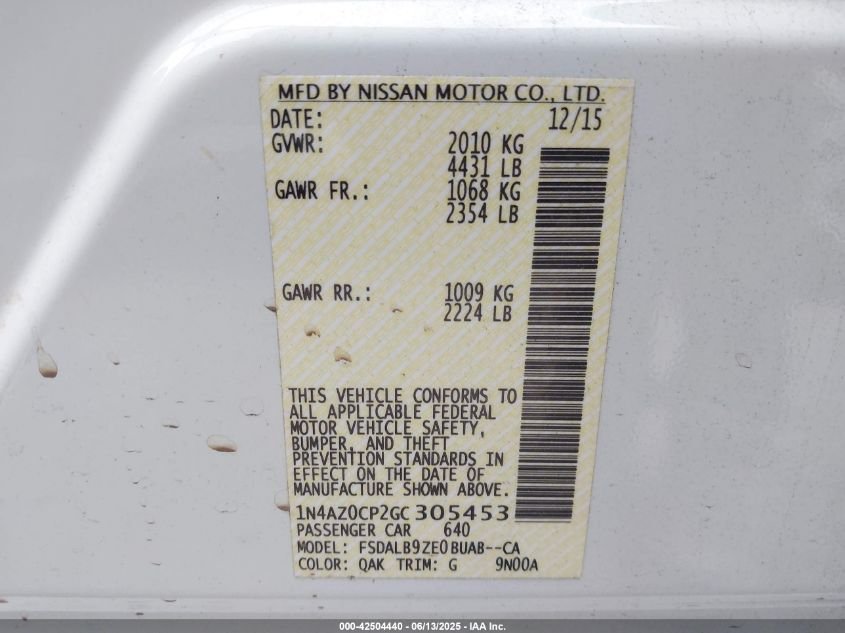 MFD BY NISSAN MOTOR CO., LTD.
DATE: 12/15
GVWR: 2010 KG
4431 LB
GAWR FR.: 1068 KG
2354 LB
GAWR RR.: 1009 KG
2224 LB
THIS VEHICLE CONFORMS TO
ALL APPLICABLE FEDERAL
MOTOR VEHICLE SAFETY,
BUMPER, AND THEFT
PREVENTION STANDARDS IN
EFFECT ON THE DATE OF
MANUFACTURE SHOWN ABOVE.
1N4AZ0CP2GC305453
PASSENGER CAR 640
MODEL: FSDALB9ZE0BUAB--CA
COLOR: QAK TRIM: G 9N00A
000-42504440 - 06/13/2025 - IAA Inc.